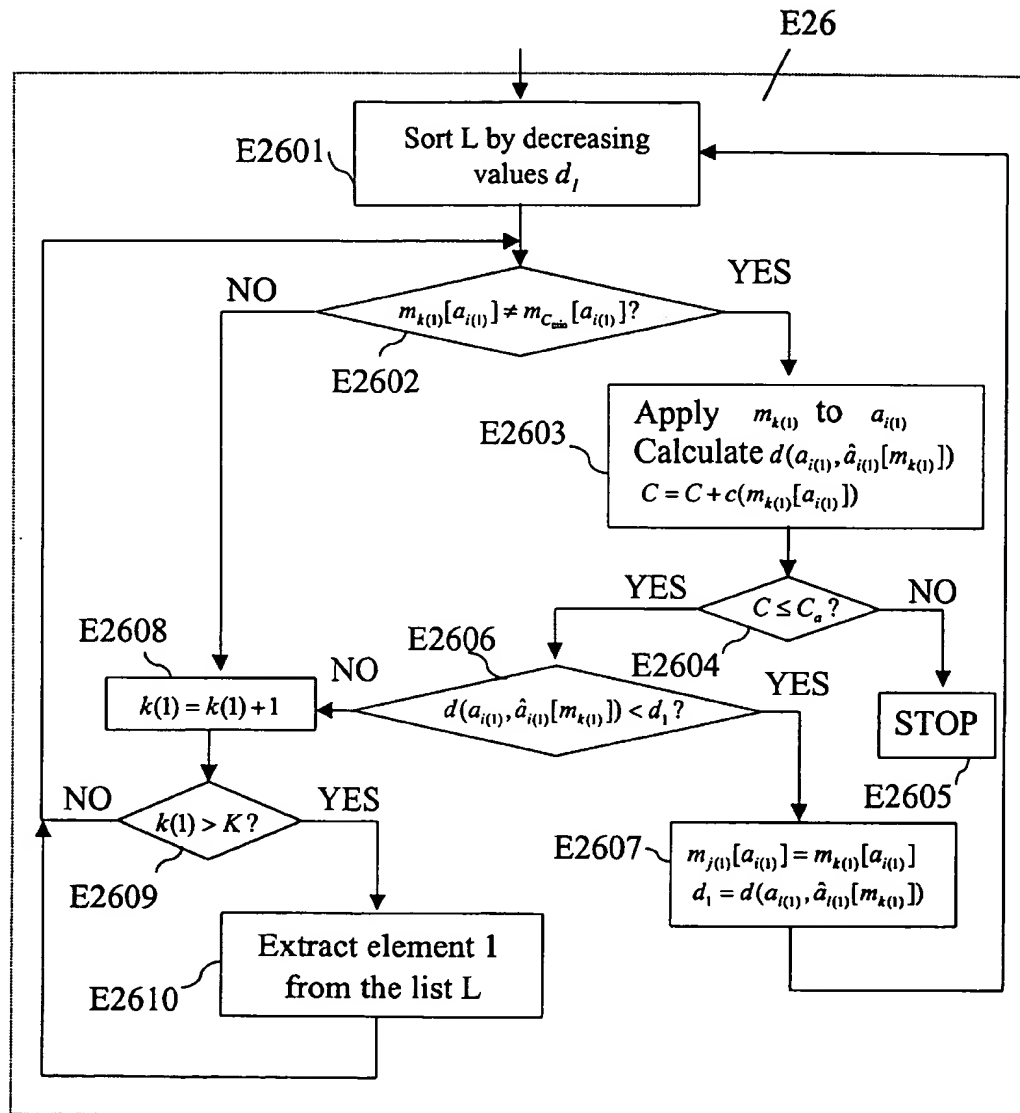 E26
E2601
Sort L by decreasing
values d_l
NO
YES
m_{k(1)}[a_{i(1)}] ≠ m_{C_{min}}[a_{i(1)}]?
E2602
E2603
Apply m_{k(1)} to a_{i(1)}
Calculate d(a_{i(1)}, â_{i(1)}[m_{k(1)}])
C = C + c(m_{k(1)}[a_{i(1)}])
YES
NO
C ≤ C_a?
E2604
E2608
E2606
NO
YES
k(1) = k(1) + 1
d(a_{i(1)}, â_{i(1)}[m_{k(1)}]) < d_1?
STOP
E2605
NO
YES
k(1) > K?
E2609
E2607
m_{j(1)}[a_{i(1)}] = m_{k(1)}[a_{i(1)}]
d_1 = d(a_{i(1)}, â_{i(1)}[m_{k(1)}])
Extract element 1
from the list L
E2610